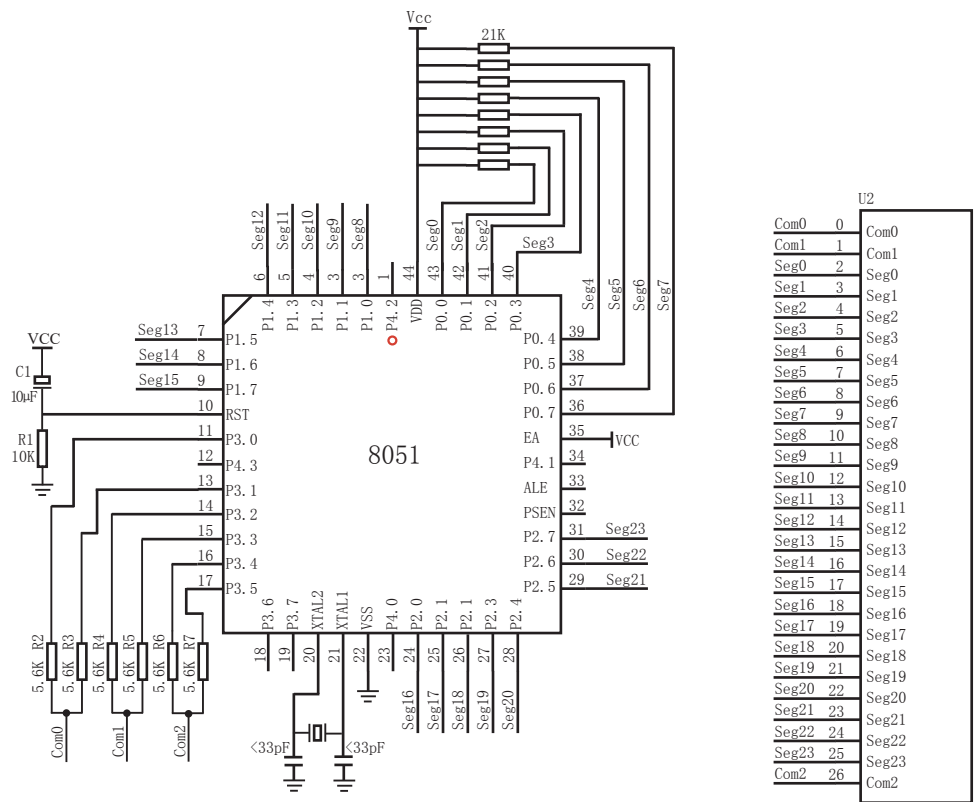 Vcc
21K
Seg12
Seg11
Seg10
Seg9
Seg8
Seg0
Seg1
Seg2
Seg3
Seg4
Seg5
Seg6
Seg7
6
5
4
3
3
1
44
43
42
41
40
P1.4
P1.3
P1.2
P1.1
P1.0
P4.2
VDD
P0.0
P0.1
P0.2
P0.3
VCC
C1
10μF
R1
10K
Seg13 7 P1.5
Seg14 8 P1.6
Seg15 9 P1.7
10 RST
11 P3.0
12 P4.3
13 P3.1
14 P3.2
15 P3.3
16 P3.4
17 P3.5
8051
P0.4 39
P0.5 38
P0.6 37
P0.7 36
EA 35 VCC
P4.1 34
ALE 33
PSEN 32
P2.7 31 Seg23
P2.6 30 Seg22
P2.5 29 Seg21
P3.6
P3.7
XTAL2
XTAL1
VSS
P4.0
P2.0
P2.1
P2.1
P2.3
P2.4
18
19
20
21
22
23
24
25
26
27
28
Seg16
Seg17
Seg18
Seg19
Seg20
5.6K R2
5.6K R3
5.6K R4
5.6K R5
5.6K R6
5.6K R7
Com0
Com1
Com2
<33pF
<33pF
U2
Com0 0 Com0
Com1 1 Com1
Seg0 2 Seg0
Seg1 3 Seg1
Seg2 4 Seg2
Seg3 5 Seg3
Seg4 6 Seg4
Seg5 7 Seg5
Seg6 8 Seg6
Seg7 9 Seg7
Seg8 10 Seg8
Seg9 11 Seg9
Seg10 12 Seg10
Seg11 13 Seg11
Seg12 14 Seg12
Seg13 15 Seg13
Seg14 16 Seg14
Seg15 17 Seg15
Seg16 18 Seg16
Seg17 19 Seg17
Seg18 20 Seg18
Seg19 21 Seg19
Seg20 22 Seg20
Seg21 23 Seg21
Seg22 24 Seg22
Seg23 25 Seg23
Com2 26 Com2